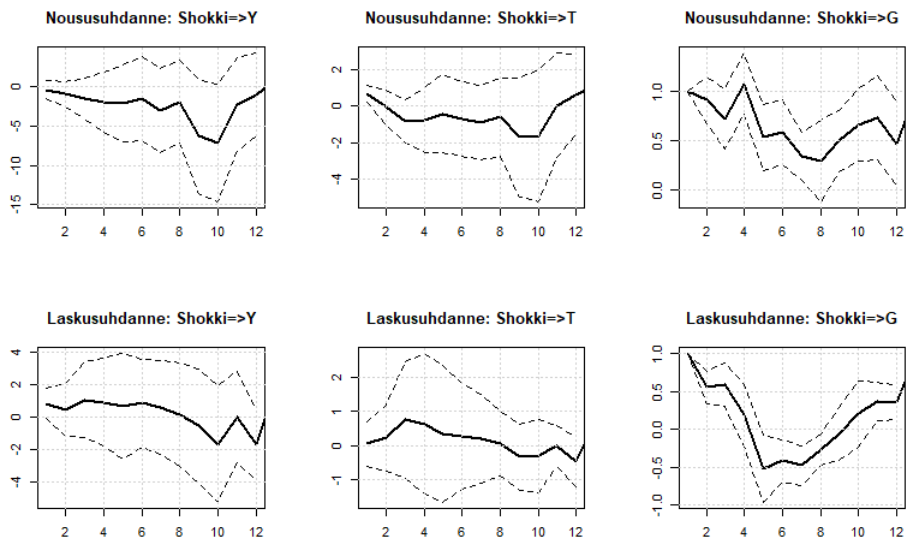 Noususuhdanne: Shokki=>Y
Noususuhdanne: Shokki=>T
Noususuhdanne: Shokki=>G
0
-5
-10
-15
2 4 6 8 10 12
2
0
-2
-4
2 4 6 8 10 12
1.0
0.5
0.0
2 4 6 8 10 12
Laskusuhdanne: Shokki=>Y
Laskusuhdanne: Shokki=>T
Laskusuhdanne: Shokki=>G
4
2
0
-2
-4
2 4 6 8 10 12
2
1
0
-1
2 4 6 8 10 12
1.0
0.5
0.0
-0.5
-1.0
2 4 6 8 10 12